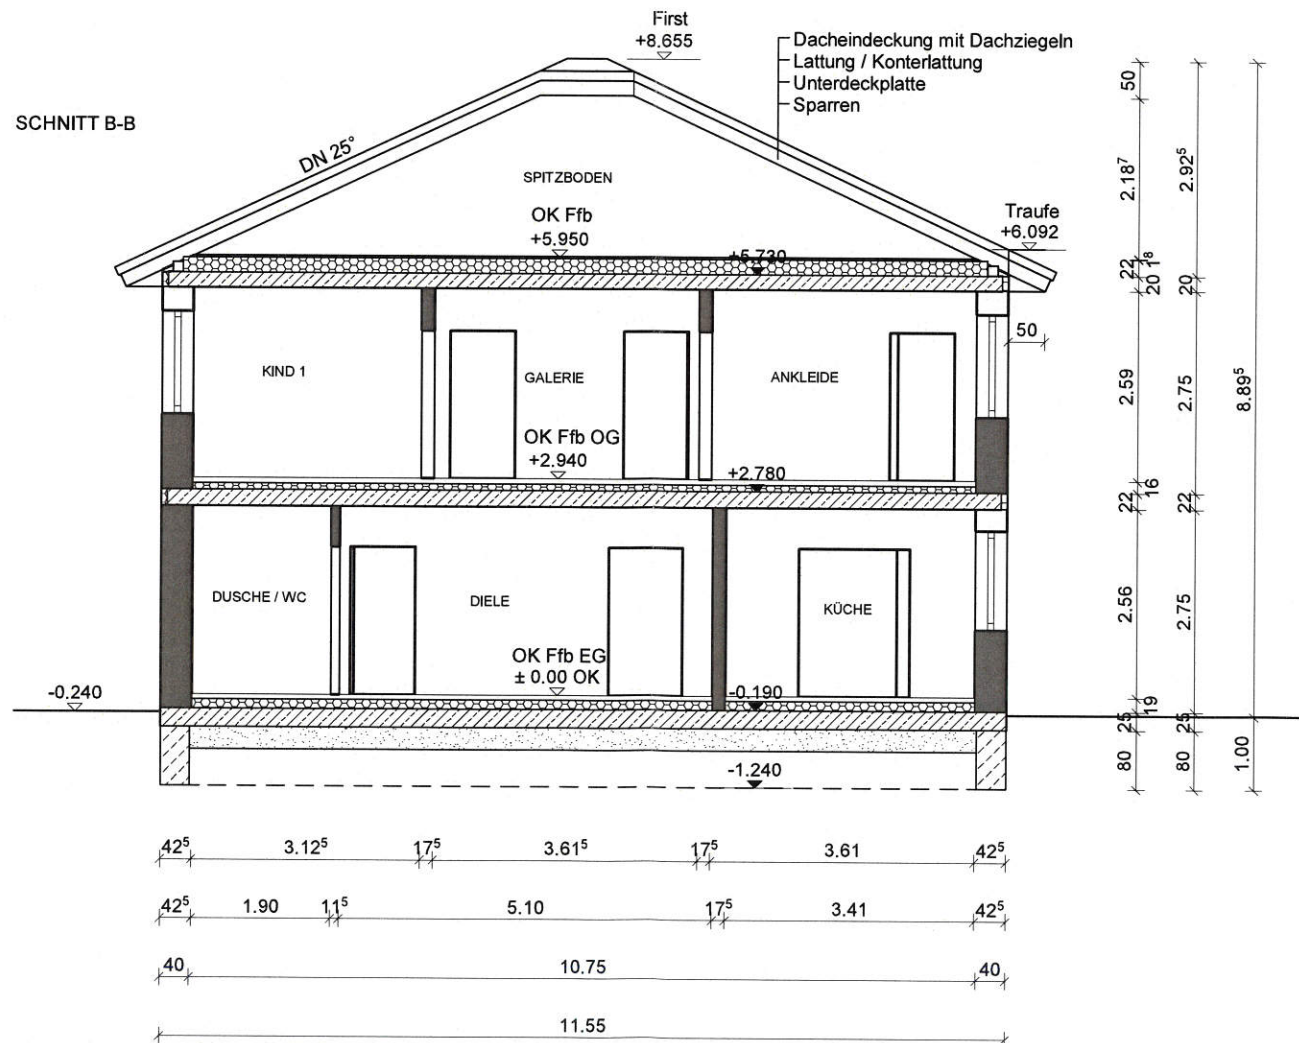 First
+8.655
Dacheindeckung mit Dachziegeln
Lattung / Konterlattung
Unterdeckplatte
Sparren
SCHNITT B-B
DN 25°
SPITZBODEN
OK Ffb
+5.950
+5.730
Traufe
+6.092
50
KIND 1
GALERIE
ANKLEIDE
OK Ffb OG
+2.940
+2.780
DUSCHE / WC
DIELE
KÜCHE
OK Ffb EG
± 0.00 OK
-0.240
-0.190
-1.240
50
2.18⁷
1⁸
22
20
2.59
16
22
2.56
19
25
80
2.92⁵
20
2.75
22
2.75
25
80
8.89⁵
1.00
42⁵ 3.12⁵ 17⁵ 3.61⁵ 17⁵ 3.61 42⁵
42⁵ 1.90 11⁵ 5.10 17⁵ 3.41 42⁵
40 10.75 40
11.55